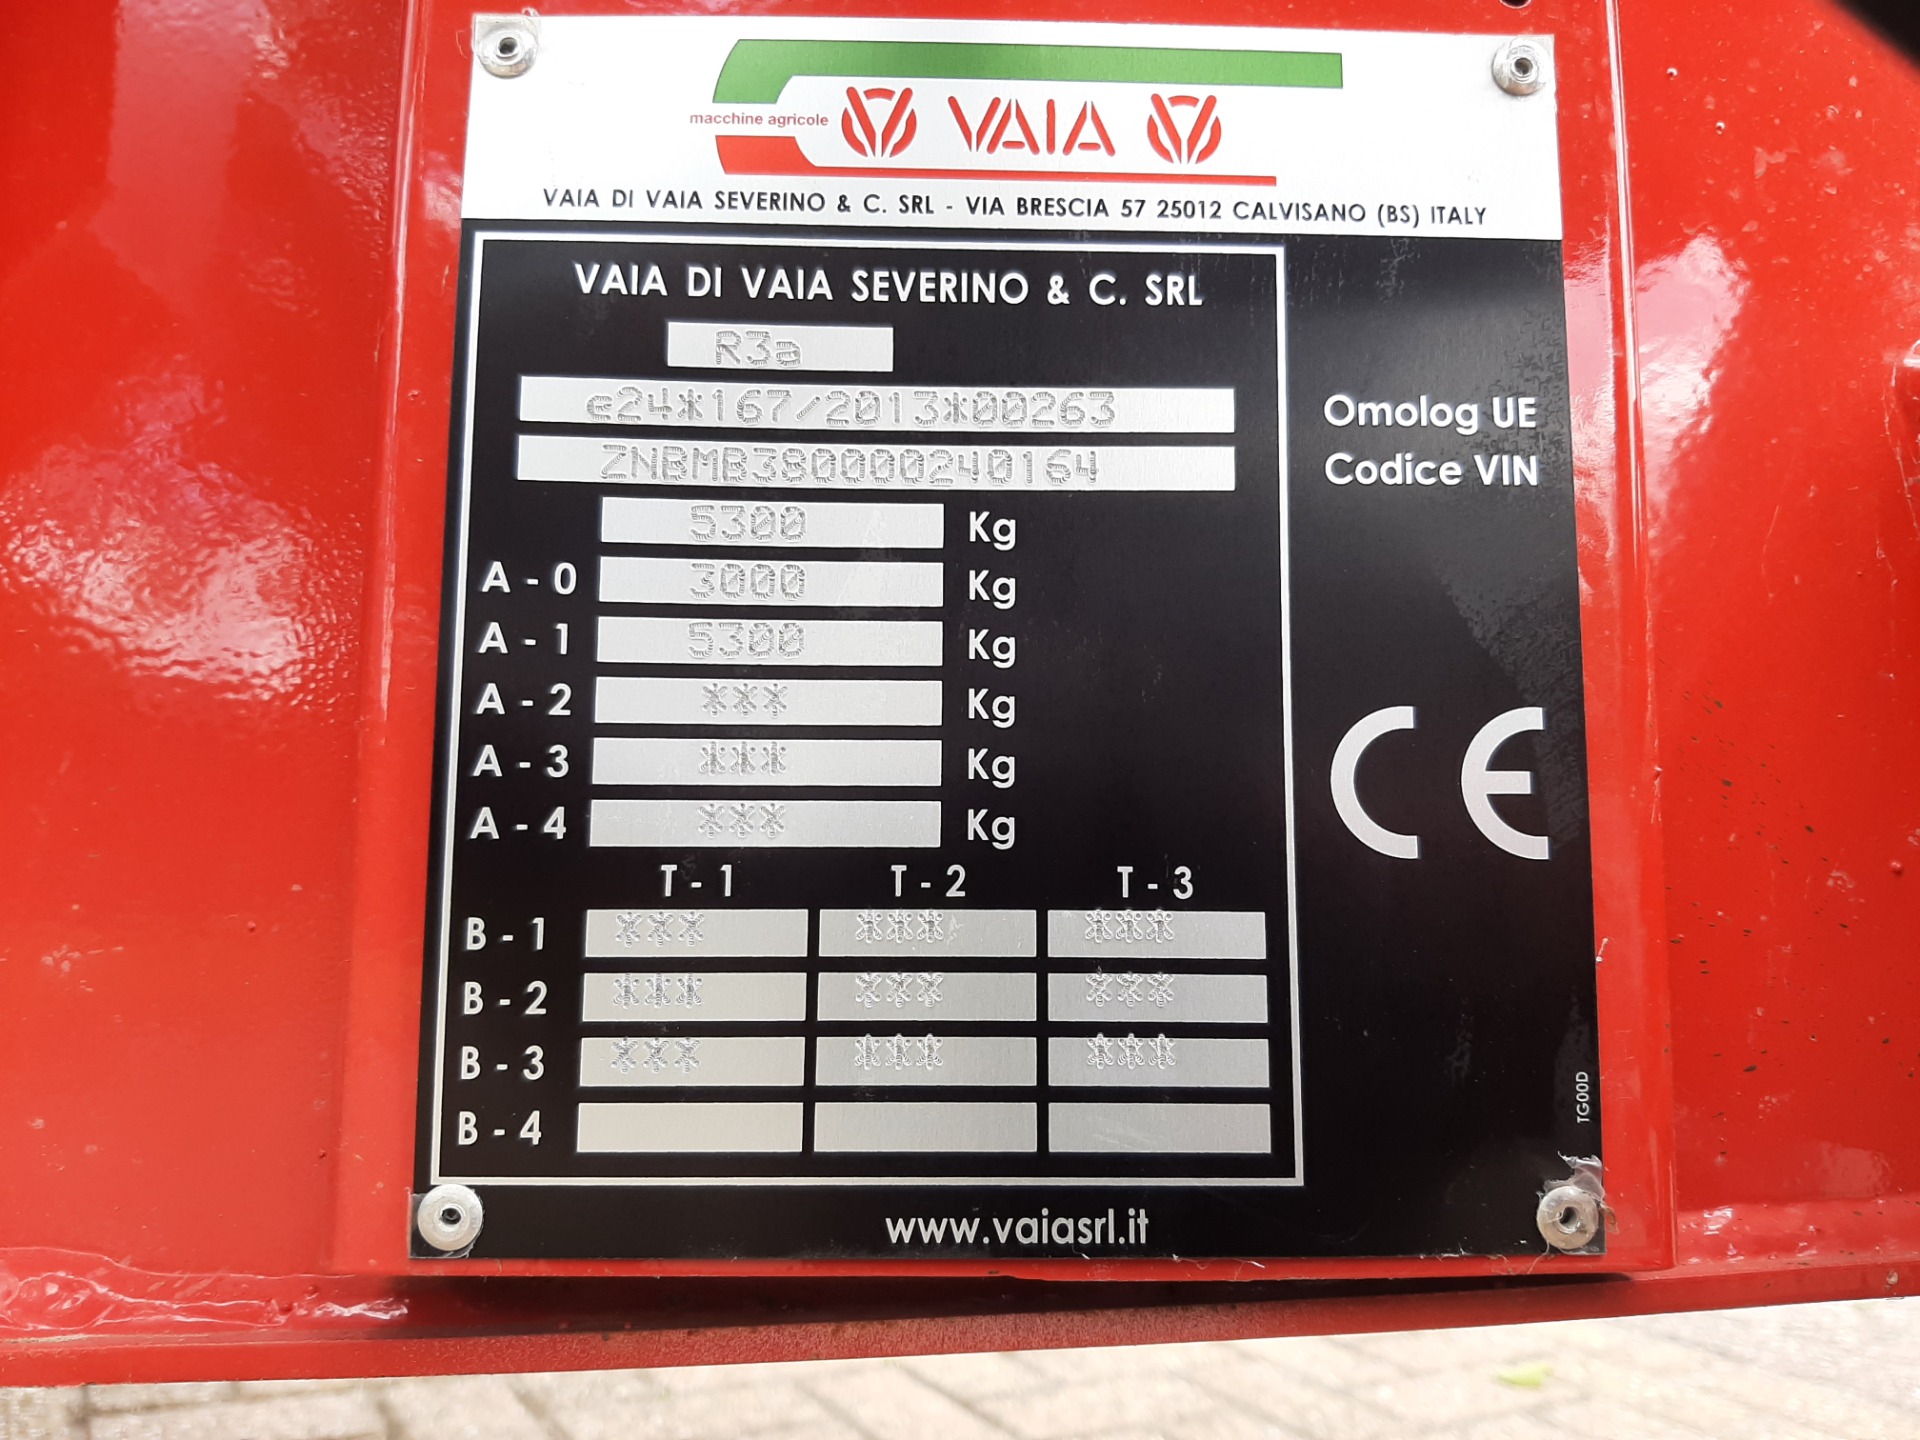 macchine agricole VAIA
VAIA DI VAIA SEVERINO & C. SRL - VIA BRESCIA 57 25012 CALVISANO (BS) ITALY
VAIA DI VAIA SEVERINO & C. SRL
R3a
e24*167/2013*00263 Omolog UE
ZNBMB380000240164 Codice VIN
5300 Kg
A - 0 3000 Kg
A - 1 5300 Kg
A - 2 *** Kg
A - 3 *** Kg
A - 4 *** Kg
CE
T - 1 T - 2 T - 3
B - 1 *** *** ***
B - 2 *** *** ***
B - 3 *** *** ***
B - 4
TG00D
www.vaiasrl.it